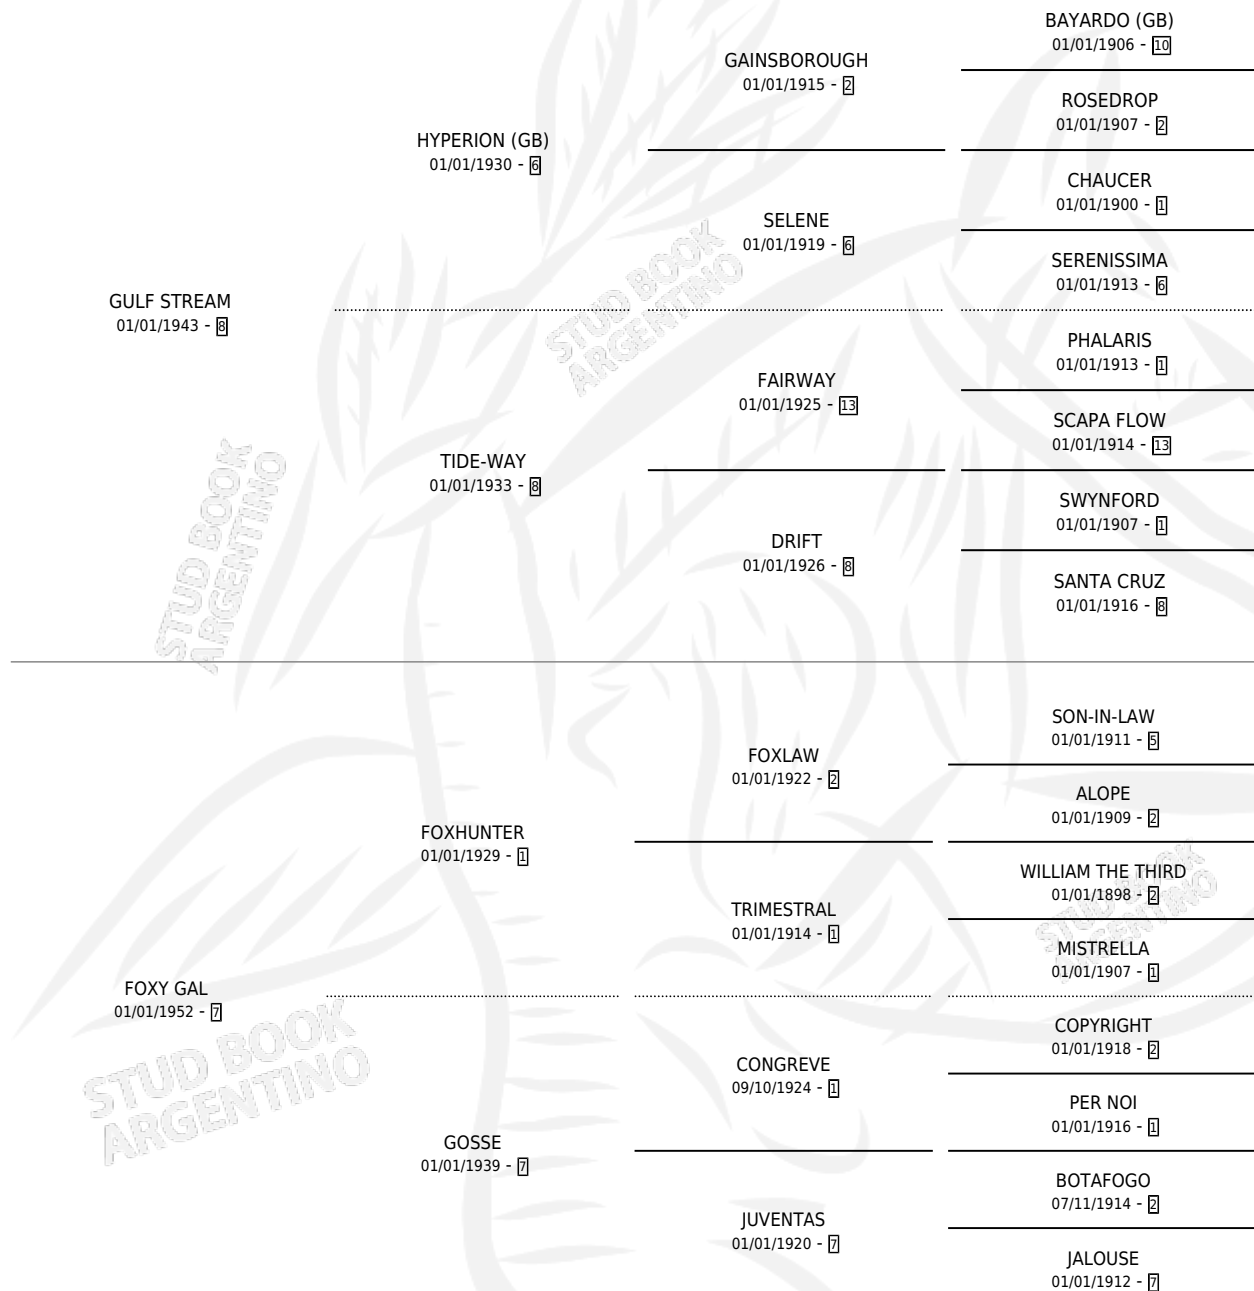 BAYARDO (GB)
01/01/1906 - 10
GAINSBOROUGH
01/01/1915 - 2
ROSEDROP
01/01/1907 - 2
HYPERION (GB)
01/01/1930 - 6
CHAUCER
01/01/1900 - 1
SELENE
01/01/1919 - 6
SERENISSIMA
01/01/1913 - 6
GULF STREAM
01/01/1943 - 8
PHALARIS
01/01/1913 - 1
FAIRWAY
01/01/1925 - 13
SCAPA FLOW
01/01/1914 - 13
TIDE-WAY
01/01/1933 - 8
SWYNFORD
01/01/1907 - 1
DRIFT
01/01/1926 - 8
SANTA CRUZ
01/01/1916 - 8
SON-IN-LAW
01/01/1911 - 5
FOXLAW
01/01/1922 - 2
ALOPE
01/01/1909 - 2
FOXHUNTER
01/01/1929 - 1
WILLIAM THE THIRD
01/01/1898 - 2
TRIMESTRAL
01/01/1914 - 1
MISTRELLA
01/01/1907 - 1
FOXY GAL
01/01/1952 - 7
COPYRIGHT
01/01/1918 - 2
CONGREVE
09/10/1924 - 1
PER NOI
01/01/1916 - 1
GOSSE
01/01/1939 - 7
BOTAFOGO
07/11/1914 - 2
JUVENTAS
01/01/1920 - 7
JALOUSE
01/01/1912 - 7
STUD BOOK
ARGENTINO
STUD BOOK
ARGENTINO
STUD BOOK
ARGENTINO
STUD BOOK
ARGENTINO